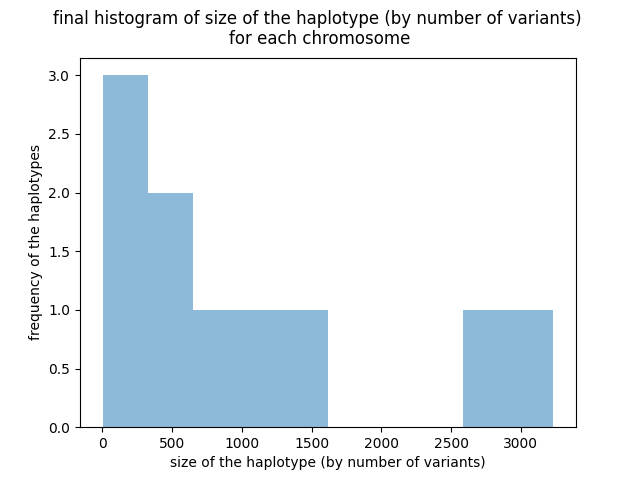 final histogram of size of the haplotype (by number of variants)
for each chromosome
3.0
2.5
2.0
1.5
1.0
0.5
0.0
frequency of the haplotypes
0 500 1000 1500 2000 2500 3000
size of the haplotype (by number of variants)